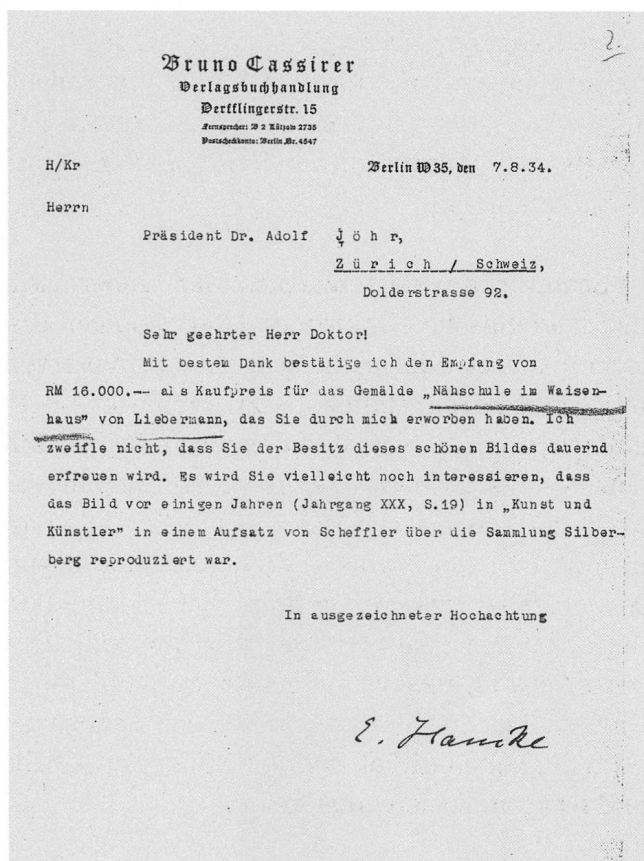 2.
Bruno Cassirer
Verlagsbuchhandlung
Derfflingerstr. 15
Fernsprecher: B 2 Lützow 2735
Postscheckkonto: Berlin Nr. 4547
H/Kr
Berlin W 35, den 7.8.34.
Herrn
Präsident Dr. Adolf J ö h r,
Z ü r i c h / Schweiz,
Dolderstrasse 92.
Sehr geehrter Herr Doktor!
Mit bestem Dank bestätige ich den Empfang von
RM 16.000.— als Kaufpreis für das Gemälde „Nähschule im Waisen-
haus” von Liebermann, das Sie durch mich erworben haben. Ich
zweifle nicht, dass Sie der Besitz dieses schönen Bildes dauernd
erfreuen wird. Es wird Sie vielleicht noch interessieren, dass
das Bild vor einigen Jahren (Jahrgang XXX, S.19) in „Kunst und
Künstler” in einem Aufsatz von Scheffler über die Sammlung Silber-
berg reproduziert war.
In ausgezeichneter Hochachtung
E. Hancke